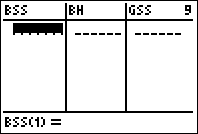 BSS BH GSS 9
------ ------
BSS(1) =